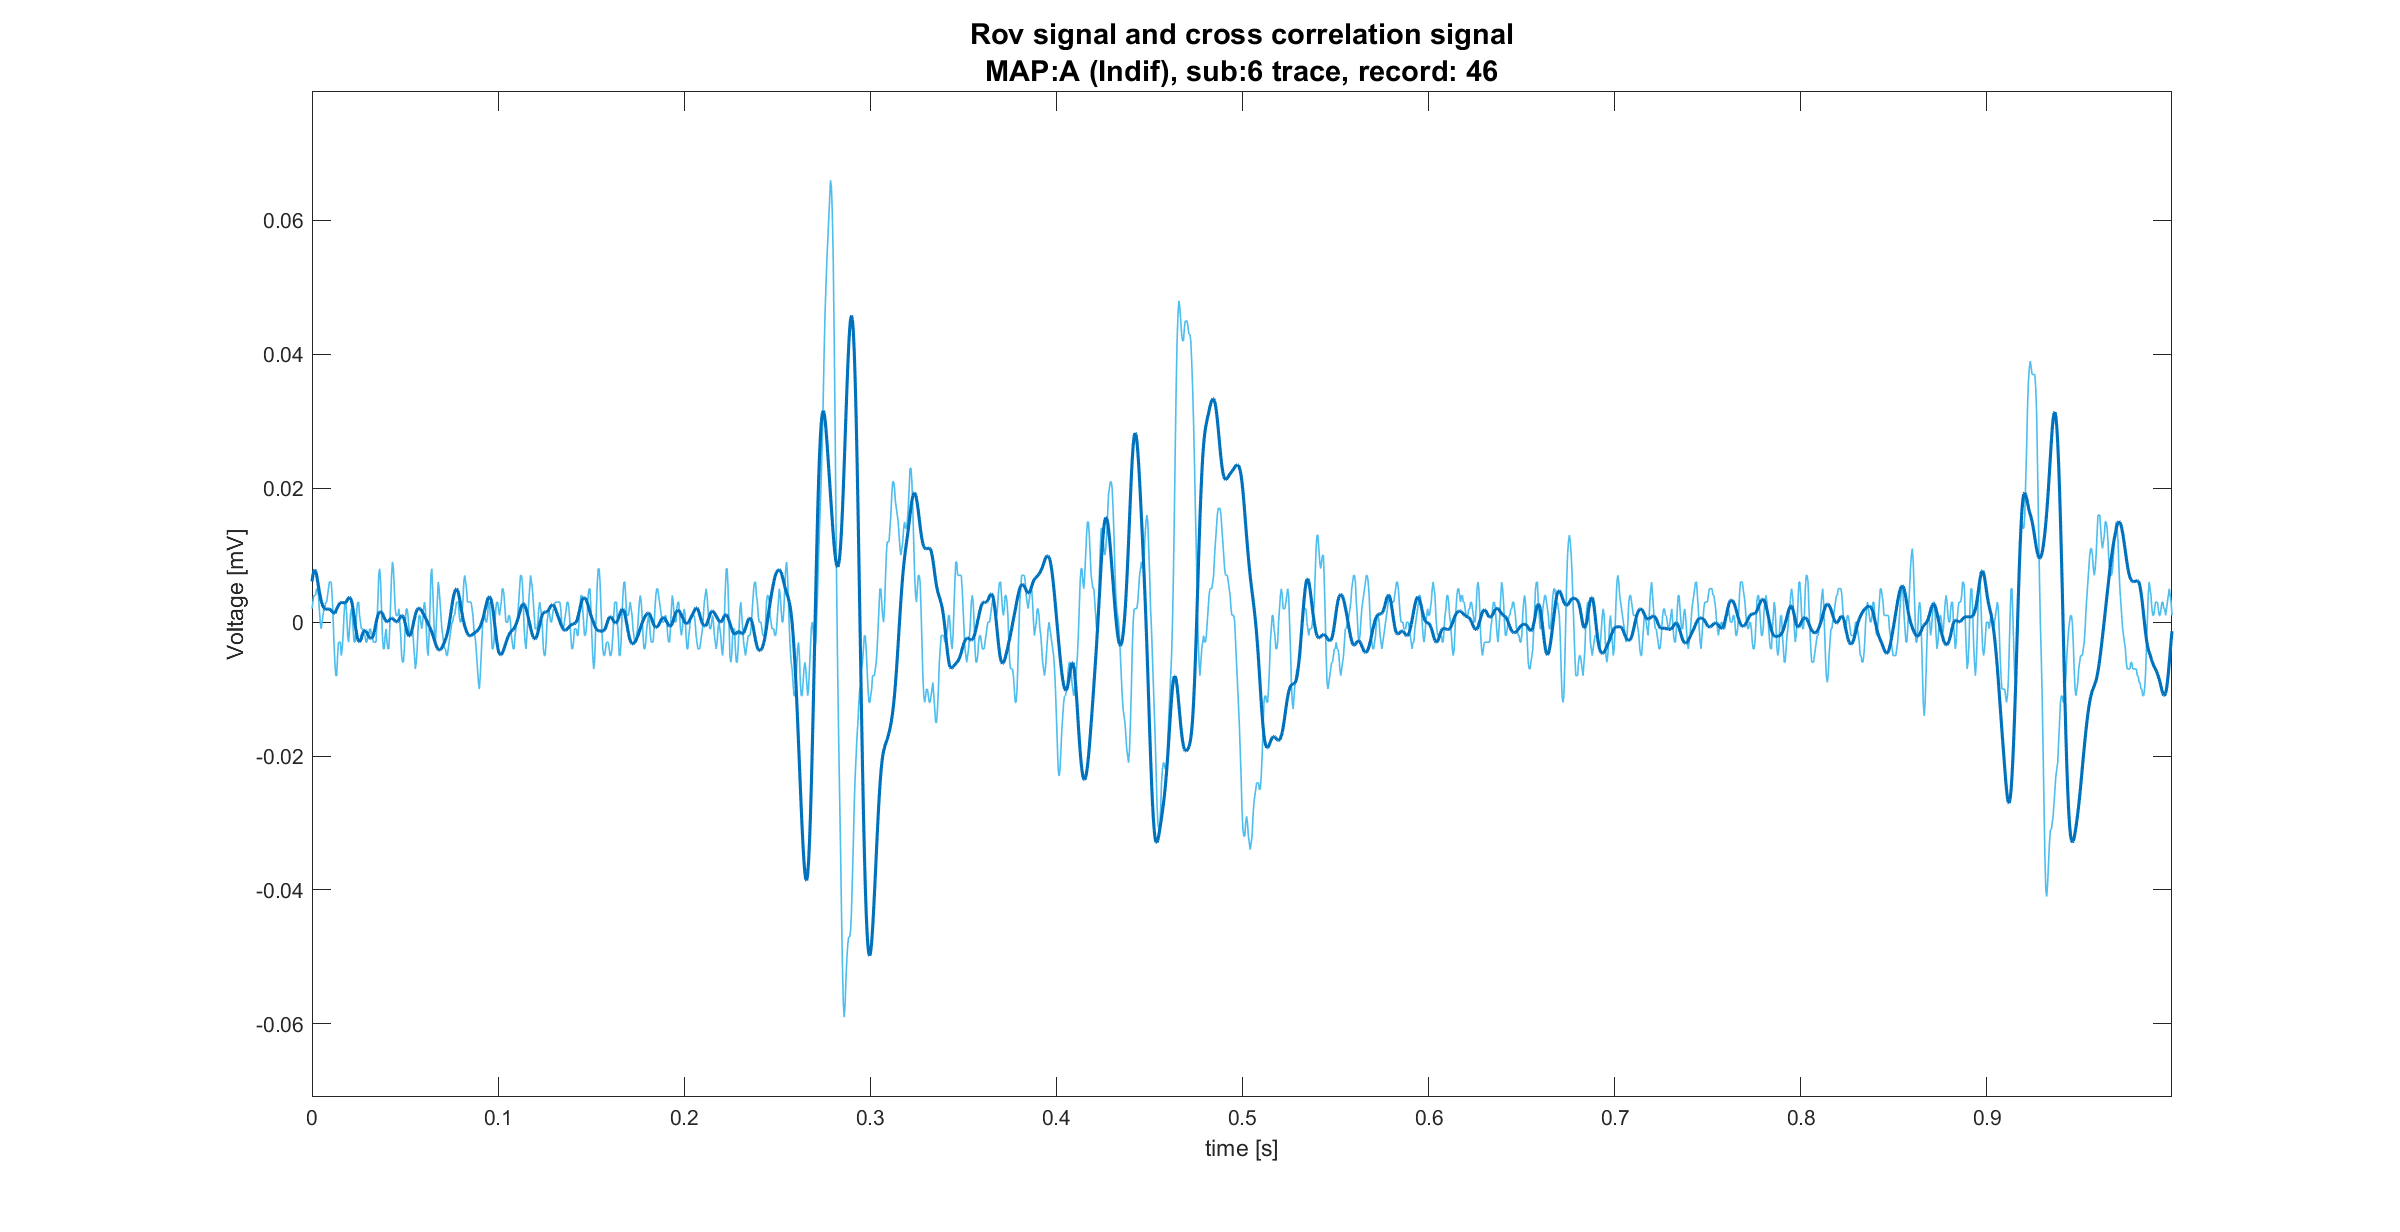 Rov signal and cross correlation signal
MAP:A (Indif), sub:6 trace, record: 46
Voltage [mV]
0.06
0.04
0.02
0
-0.02
-0.04
-0.06
0 0.1 0.2 0.3 0.4 0.5 0.6 0.7 0.8 0.9
time [s]